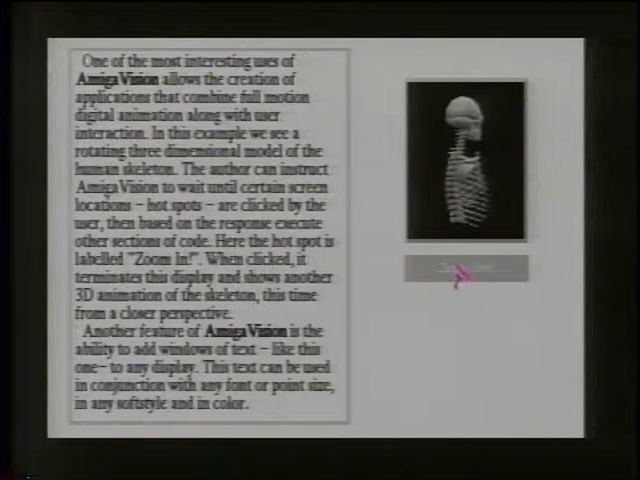 One of the most interesting uses of
AmigaVision allows the creation of
applications that combine full motion
digital animation along with user
interaction. In this example we see a
rotating three dimensional model of the
human skeleton. The author can instruct
AmigaVision to wait until certain screen
locations - hot spots - are clicked by the
user, then based on the response execute
other sections of code. Here the hot spot is
labelled "Zoom In!". When clicked, it
terminates this display and shows another
3D animation of the skeleton, this time
from a closer perspective.
Another feature of AmigaVision is the
ability to add windows of text - like this
one- to any display. This text can be used
in conjunction with any font or point size,
in any softstyle and in color.